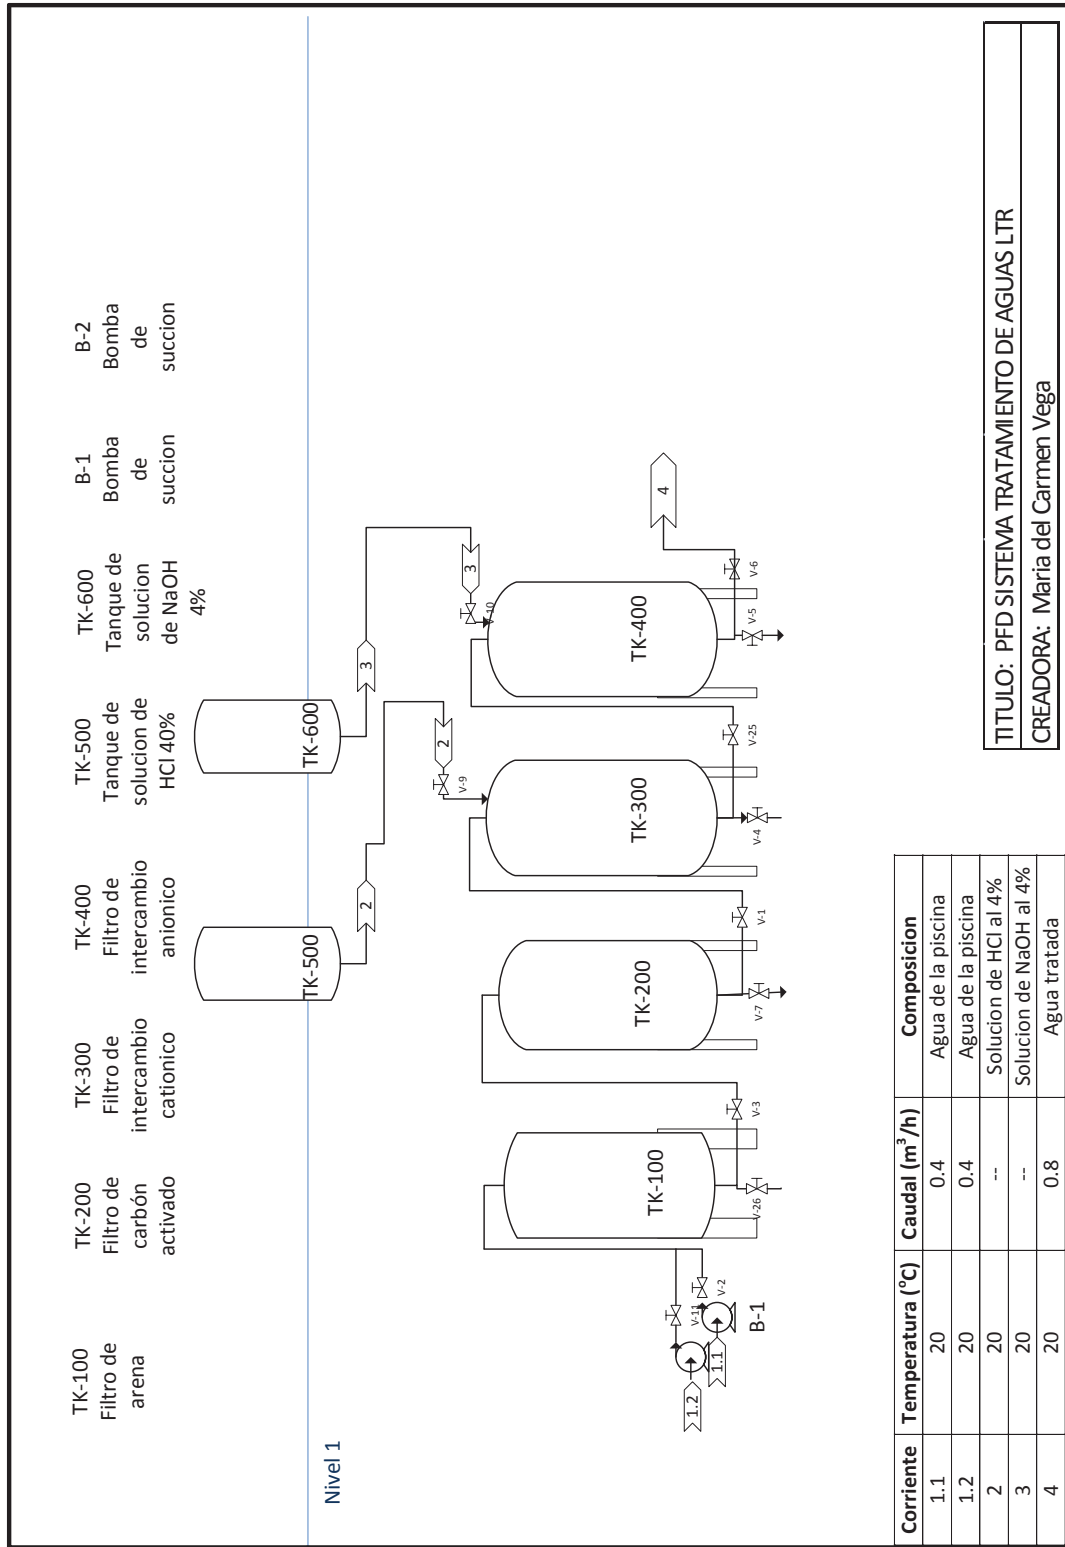 TK-100
Filtro de
arena
TK-200
Filtro de
carbón
activado
TK-300
Filtro de
intercambio
cationico
TK-400
Filtro de
intercambio
anionico
TK-500
Tanque de
solucion de
HCl 40%
TK-600
Tanque de
solucion
de NaOH
4%
B-1
Bomba
de
succion
B-2
Bomba
de
succion
Nivel 1
TK-500
TK-600
2
3
2
3
V-9
V-10
4
TK-100
TK-200
TK-300
TK-400
1.2
1.1
V-11
V-2
B-1
V-26
V-3
V-7
V-1
V-4
V-25
V-5
V-6
Corriente Temperatura (°C) Caudal (m³/h) Composicion
1.1 20 0.4 Agua de la piscina
1.2 20 0.4 Agua de la piscina
2 20 -- Solucion de HCl al 4%
3 20 -- Solucion de NaOH al 4%
4 20 0.8 Agua tratada
TITULO: PFD SISTEMA TRATAMIENTO DE AGUAS LTR
CREADORA: Maria del Carmen Vega